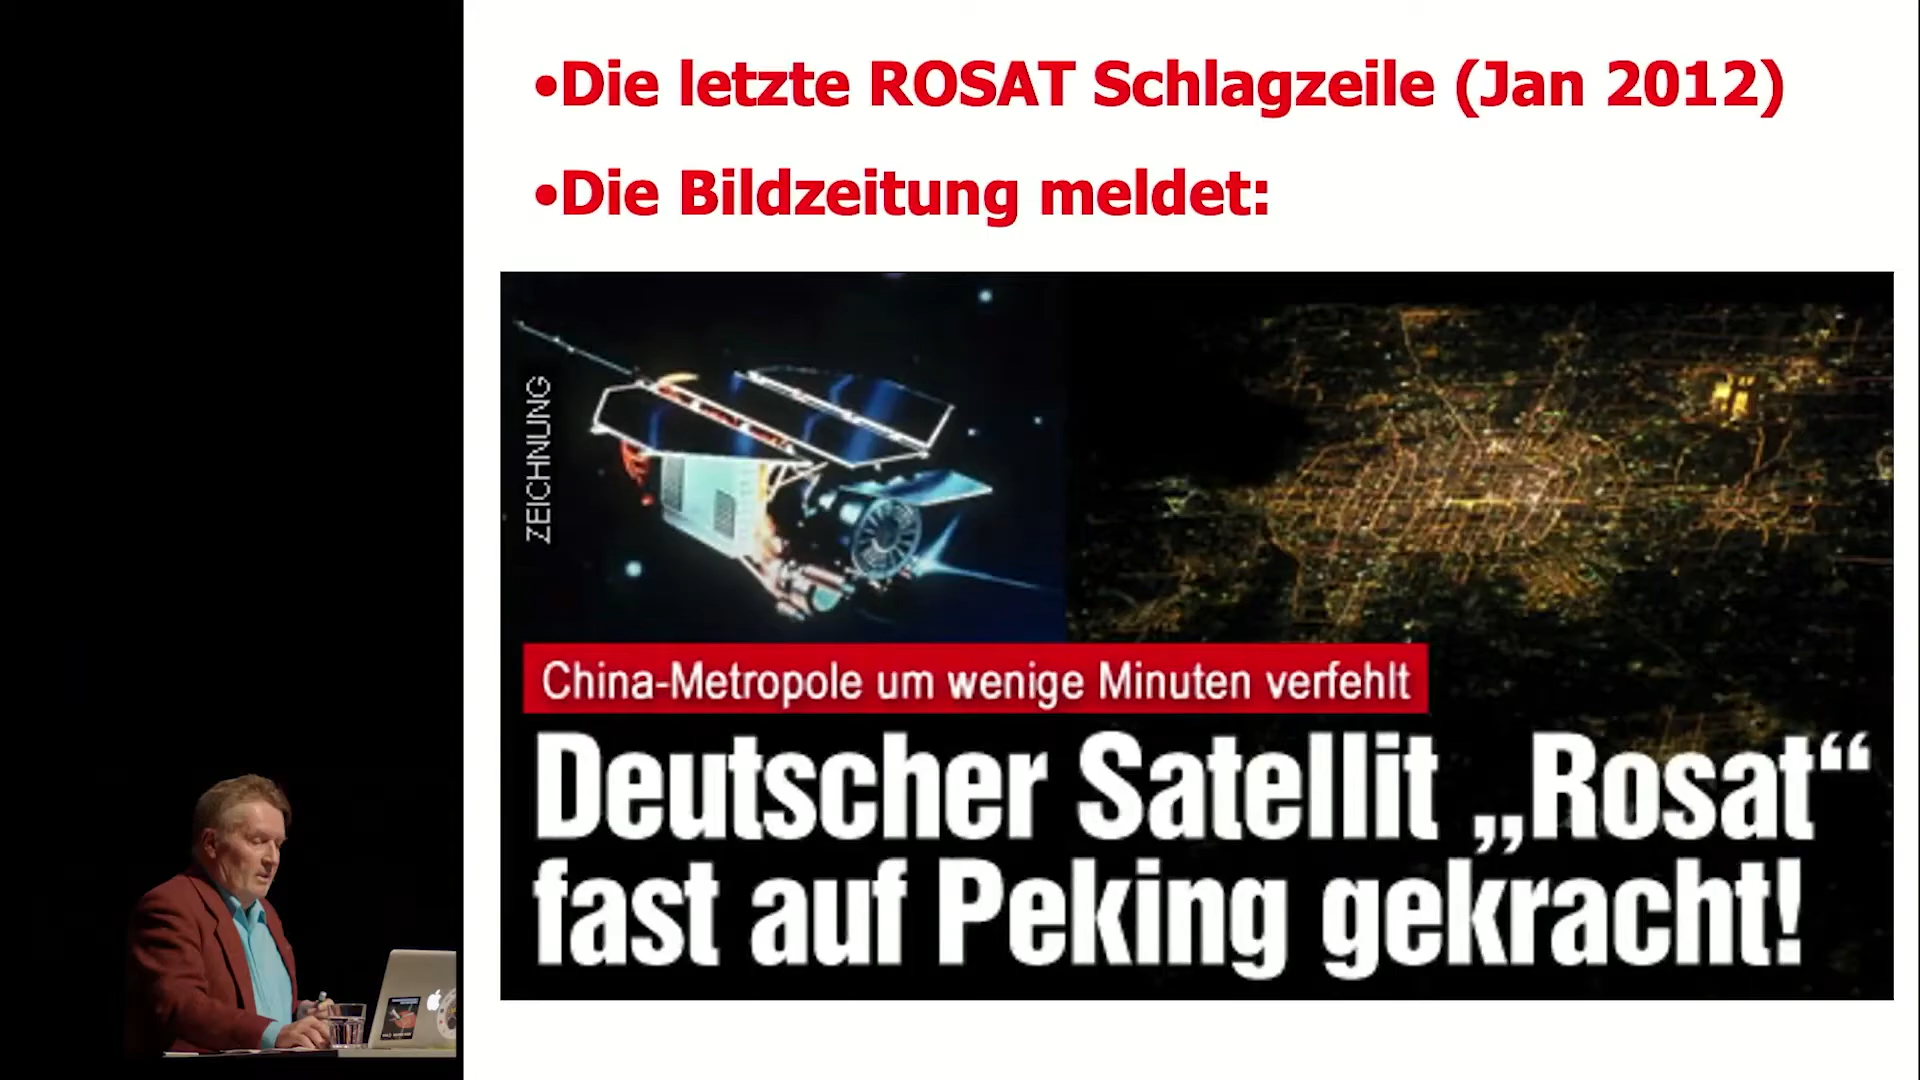 •Die letzte ROSAT Schlagzeile (Jan 2012)
•Die Bildzeitung meldet:
ZEICHNUNG
China-Metropole um wenige Minuten verfehlt
Deutscher Satellit „Rosat“
fast auf Peking gekracht!